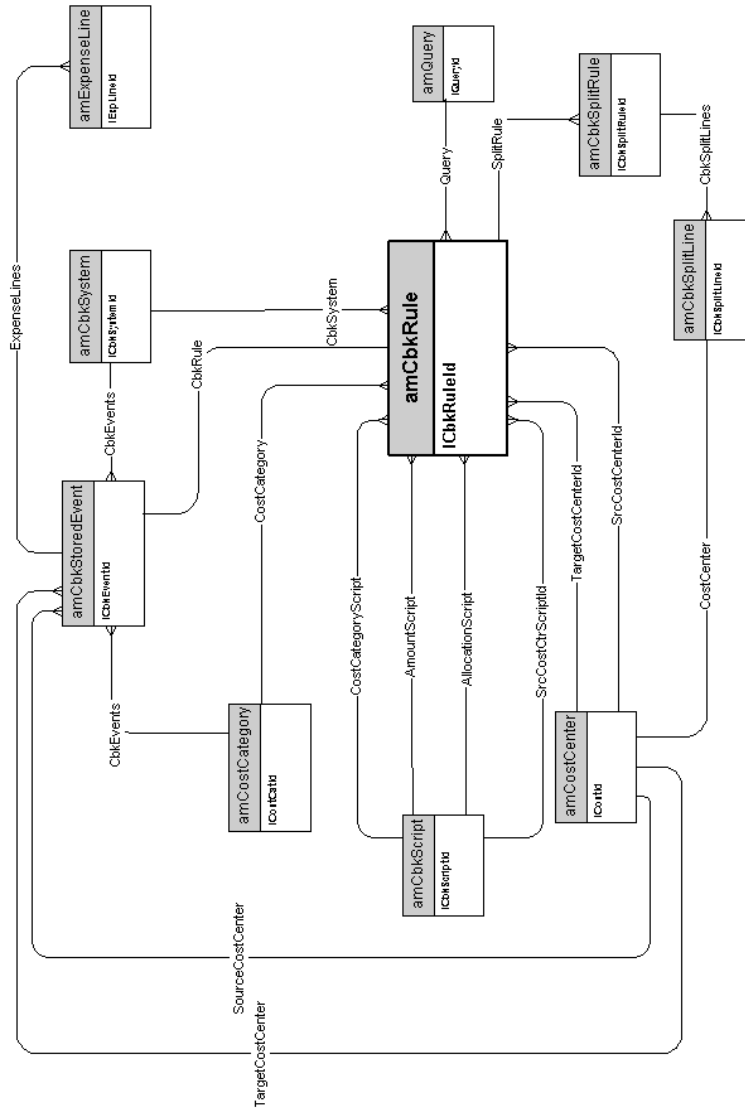 TargetCostCenter
SourceCostCenter
ExpenseLines
amExpenseLine
lExpLineId
amCbkStoredEvent
lCbkEventId
CbkEvents
amCbkSystem
lCbkSystemId
CbkEvents
CbkRule
CbkSystem
amCostCategory
lCostCatId
CostCategory
amCbkScript
lCbkScriptId
CostCategoryScript
AmountScript
AllocationScript
SrcCostCtrScriptId
amCbkRule
lCbkRuleId
amQuery
lQueryId
Query
SplitRule
amCostCenter
lCostId
TargetCostCenterId
SrcCostCenterId
amCbkSplitRule
lCbkSplitRuleId
CostCenter
amCbkSplitLine
lCbkSplitLineId
CbkSplitLines